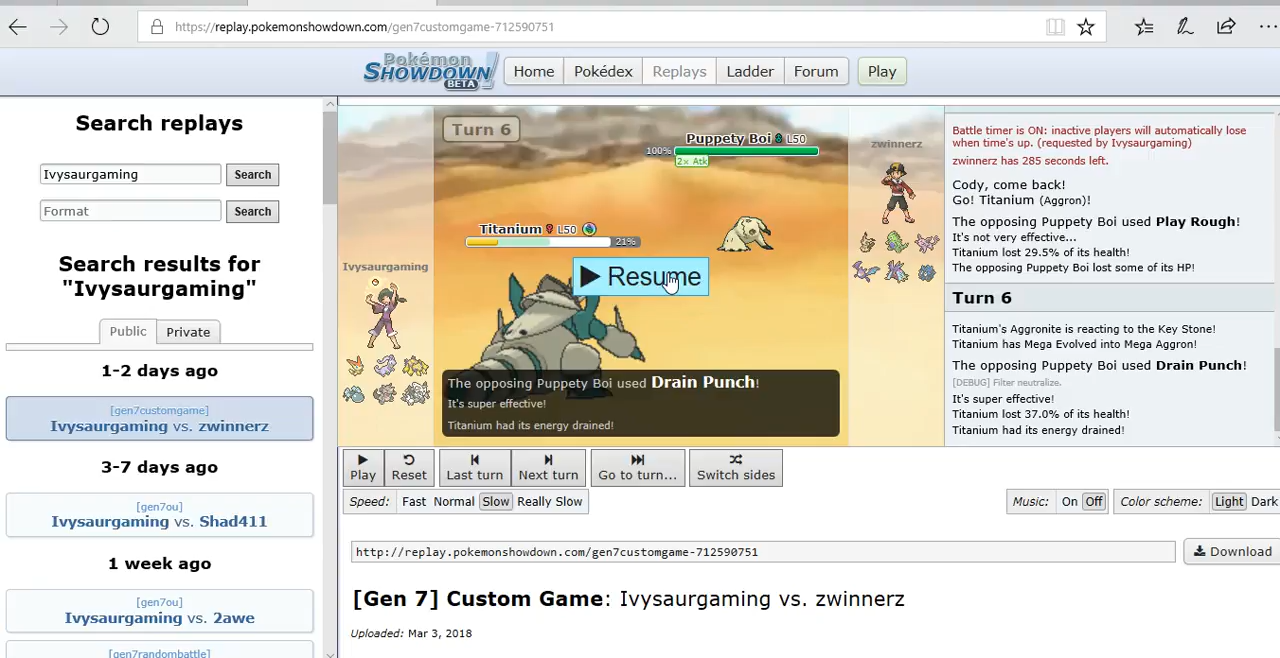 https://replay.pokemonshowdown.com/gen7customgame-712590751
Pokémon
SHOWDOWN
BETA
Home
Pokédex
Replays
Ladder
Forum
Play
Search replays
Ivysaurgaming
Search
Format
Search
Search results for
"Ivysaurgaming"
Public
Private
1-2 days ago
[gen7customgame]
Ivysaurgaming vs. zwinnerz
3-7 days ago
[gen7ou]
Ivysaurgaming vs. Shad411
1 week ago
[gen7ou]
Ivysaurgaming vs. 2awe
[gen7randombattle]
Turn 6
Puppety Boi L50
100%
2× Atk
zwinnerz
Titanium L50
21%
Ivysaurgaming
Resume
The opposing Puppety Boi used Drain Punch!
It's super effective!
Titanium had its energy drained!
Battle timer is ON: inactive players will automatically lose
when time's up. (requested by Ivysaurgaming)
zwinnerz has 285 seconds left.
Cody, come back!
Go! Titanium (Aggron)!
The opposing Puppety Boi used Play Rough!
It's not very effective...
Titanium lost 29.5% of its health!
The opposing Puppety Boi lost some of its HP!
Turn 6
Titanium's Aggronite is reacting to the Key Stone!
Titanium has Mega Evolved into Mega Aggron!
The opposing Puppety Boi used Drain Punch!
[DEBUG] Filter neutralize.
It's super effective!
Titanium lost 37.0% of its health!
Titanium had its energy drained!
Play
Reset
Last turn
Next turn
Go to turn...
Switch sides
Speed: Fast Normal Slow Really Slow
Music: On Off
Color scheme: Light Dark
http://replay.pokemonshowdown.com/gen7customgame-712590751
Download
[Gen 7] Custom Game: Ivysaurgaming vs. zwinnerz
Uploaded: Mar 3, 2018